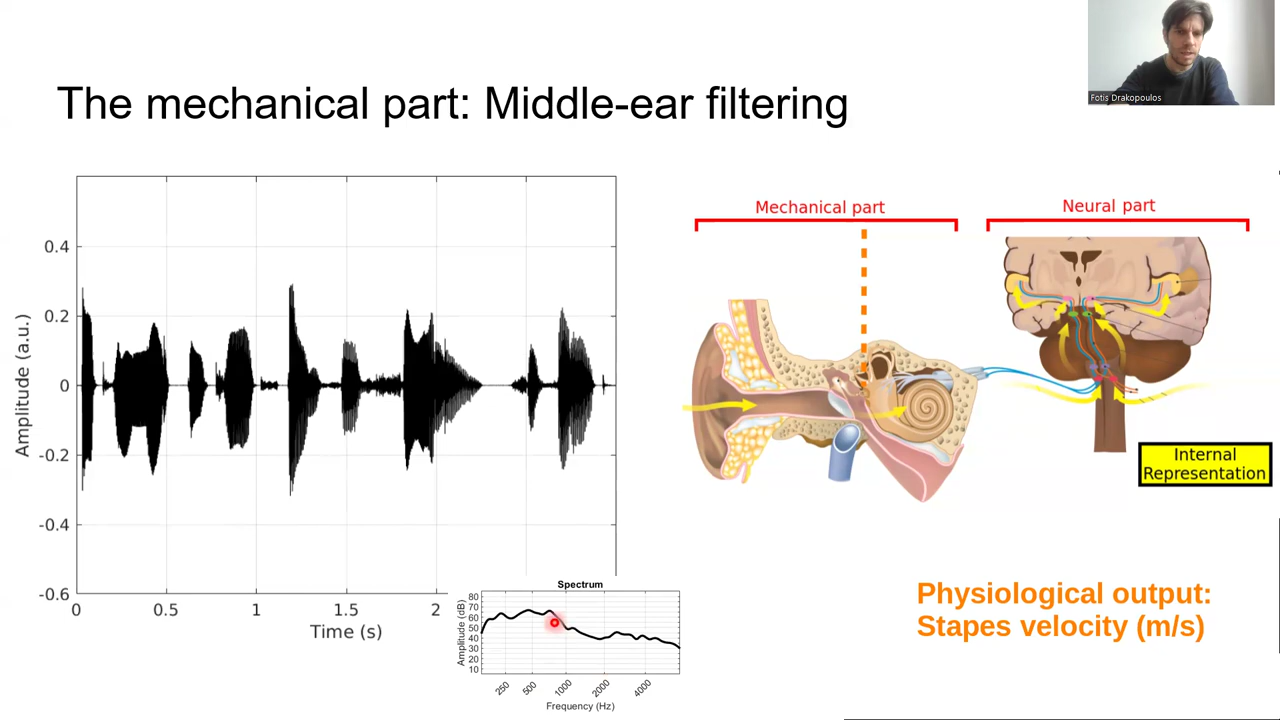 Fotis Drakopoulos
The mechanical part: Middle-ear filtering
Amplitude (a.u.)
0.4
0.2
0
-0.2
-0.4
-0.6
0
0.5
1
1.5
2
Time (s)
Spectrum
Amplitude (dB)
80
70
60
50
40
30
20
10
250
500
1000
2000
4000
Frequency (Hz)
Mechanical part
Neural part
Internal
Representation
Physiological output:
Stapes velocity (m/s)